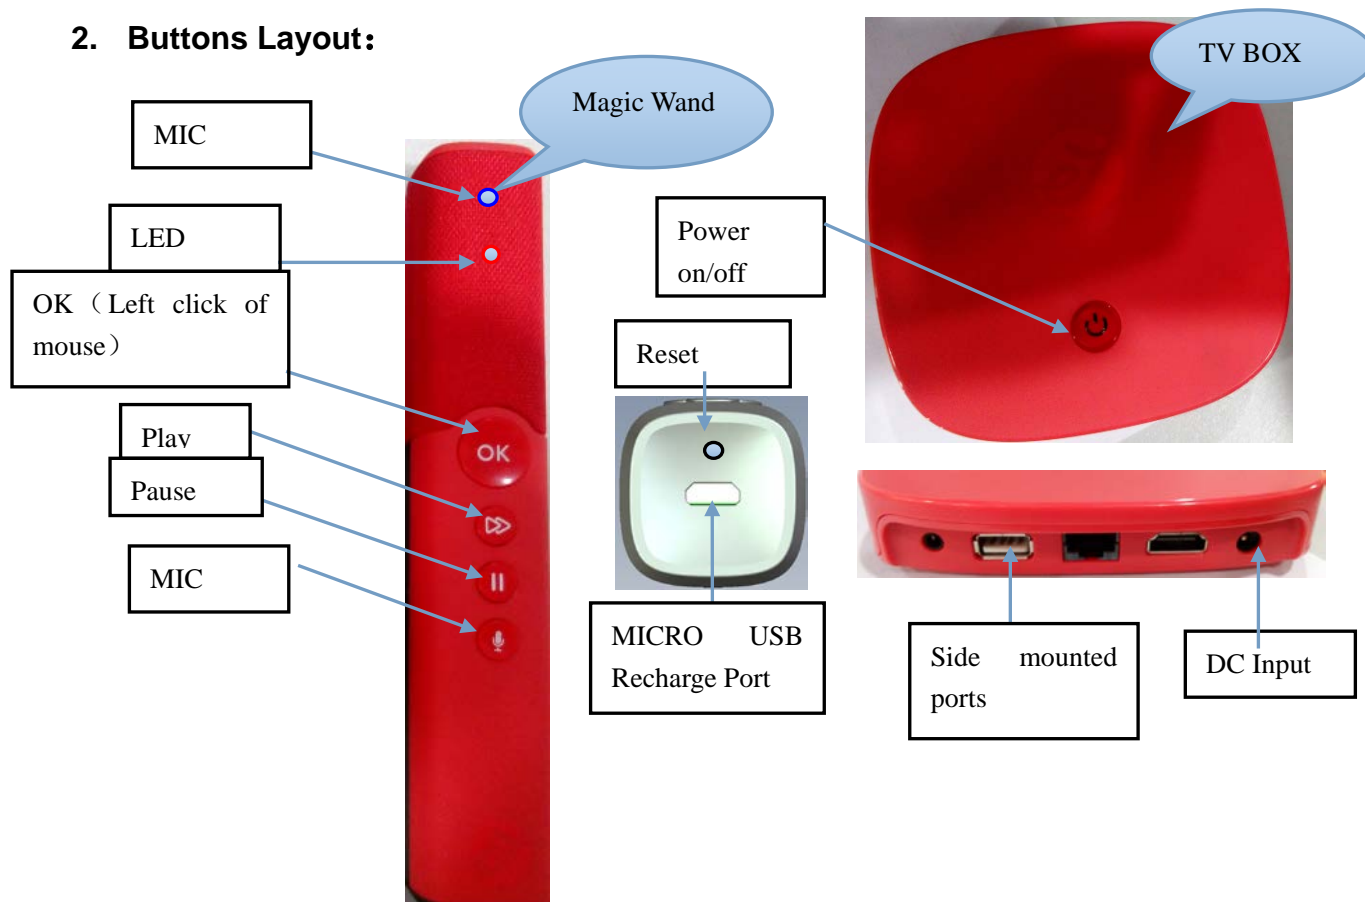 2. Buttons Layout：
TV BOX
Magic Wand
MIC
LED
Power
on/off
OK（Left click of
mouse）
Reset
Play
Pause
OK
MIC
MICRO USB
Recharge Port
Side mounted
ports
DC Input